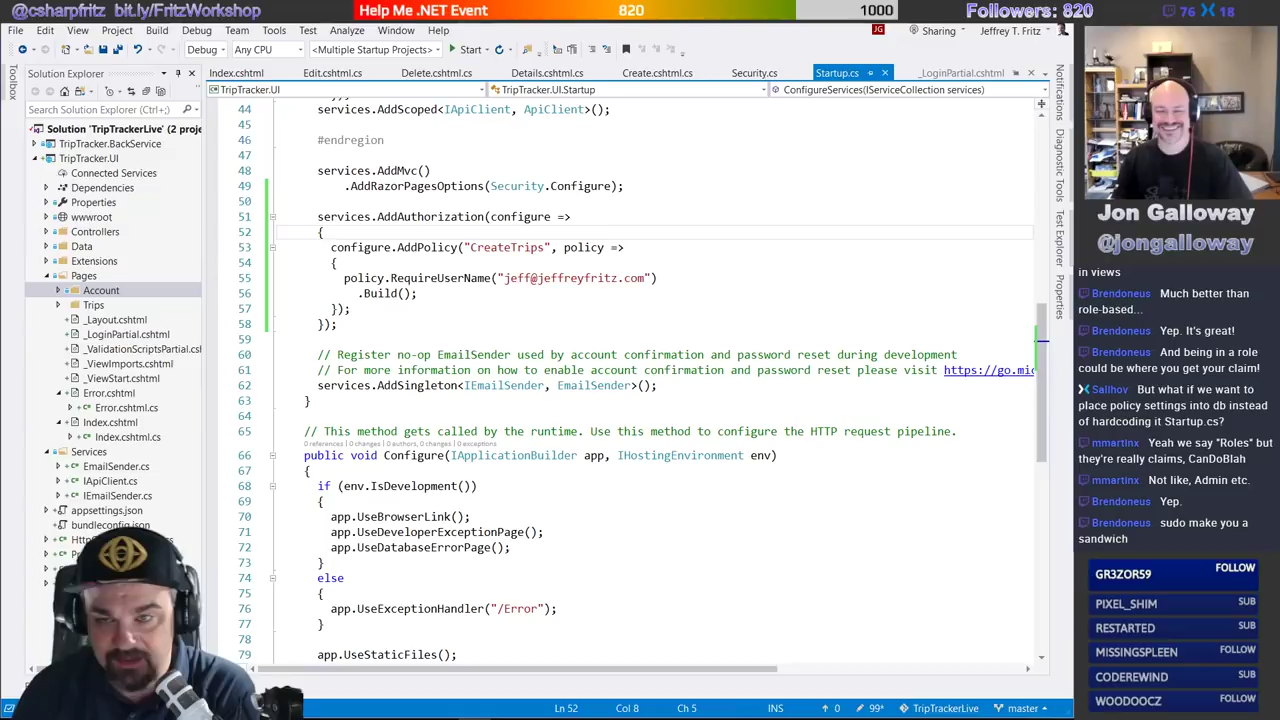 @csharpfritz bit.ly/FritzWorkshop
Help Me .NET Event 820 1000
Followers: 820 76 18
File Edit View Project Build Debug Team Tools Test Analyze Window Help
JG Sharing Jeffrey T. Fritz
Debug Any CPU <Multiple Startup Projects> Start
Solution Explorer
Index.cshtml Edit.cshtml.cs Delete.cshtml.cs Details.cshtml.cs Create.cshtml.cs Security.cs Startup.cs _LoginPartial.cshtml
TripTracker.UI TripTracker.UI.Startup ConfigureServices(IServiceCollection services)
Toolbox
Search Solution Explorer (Ctrl+;)
Solution 'TripTrackerLive' (2 proje
TripTracker.BackService
TripTracker.UI
Connected Services
Dependencies
Properties
wwwroot
Controllers
Data
Extensions
Pages
Account
Trips
_Layout.cshtml
_LoginPartial.cshtml
_ValidationScriptsPartial.cs
_ViewImports.cshtml
_ViewStart.cshtml
Error.cshtml
Error.cshtml.cs
Index.cshtml
Index.cshtml.cs
Services
EmailSender.cs
IApiClient.cs
IEmailSender.cs
appsettings.json
bundleconfig.json
44 services.AddScoped<IApiClient, ApiClient>();
45
46 #endregion
47
48 services.AddMvc()
49 .AddRazorPagesOptions(Security.Configure);
50
51 services.AddAuthorization(configure =>
52 {
53 configure.AddPolicy("CreateTrips", policy =>
54 {
55 policy.RequireUserName("jeff@jeffreyfritz.com")
56 .Build();
57 });
58 });
59
60 // Register no-op EmailSender used by account confirmation and password reset during development
61 // For more information on how to enable account confirmation and password reset please visit https://go.mic
62 services.AddSingleton<IEmailSender, EmailSender>();
63 }
64
65 // This method gets called by the runtime. Use this method to configure the HTTP request pipeline.
0 references | 0 changes | 0 authors, 0 changes | 0 exceptions
66 public void Configure(IApplicationBuilder app, IHostingEnvironment env)
67 {
68 if (env.IsDevelopment())
69 {
70 app.UseBrowserLink();
71 app.UseDeveloperExceptionPage();
72 app.UseDatabaseErrorPage();
73 }
74 else
75 {
76 app.UseExceptionHandler("/Error");
77 }
78
79 app.UseStaticFiles();
Ln 52 Col 8 Ch 5 INS 0 99* TripTrackerLive master
Notifications
Diagnostic Tools
Test Explorer
Properties
Jon Galloway
@jongalloway
in views
Brendoneus Much better than
role-based...
Brendoneus Yep. It's great!
Brendoneus And being in a role
could be where you get your claim!
Sallhov But what if we want to
place policy settings into db instead
of hardcoding it Startup.cs?
mmartinx Yeah we say "Roles" but
they're really claims, CanDoBlah
mmartinx Not like, Admin etc.
Brendoneus Yep.
Brendoneus sudo make you a
sandwich
GR3ZOR59 FOLLOW
PIXEL_SHIM SUB
RESTARTED SUB
MISSINGSPLEEN FOLLOW
CODEREWIND SUB
WOODOOCZ FOLLOW